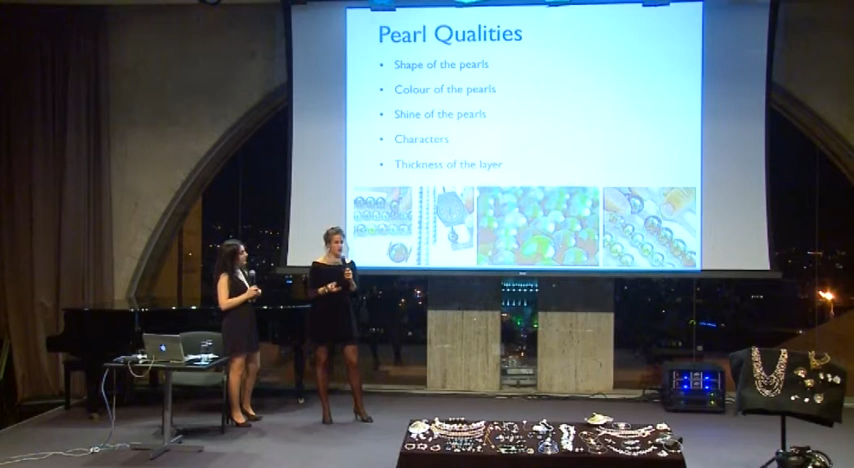 Pearl Qualities
• Shape of the pearls
• Colour of the pearls
• Shine of the pearls
• Characters
• Thickness of the layer